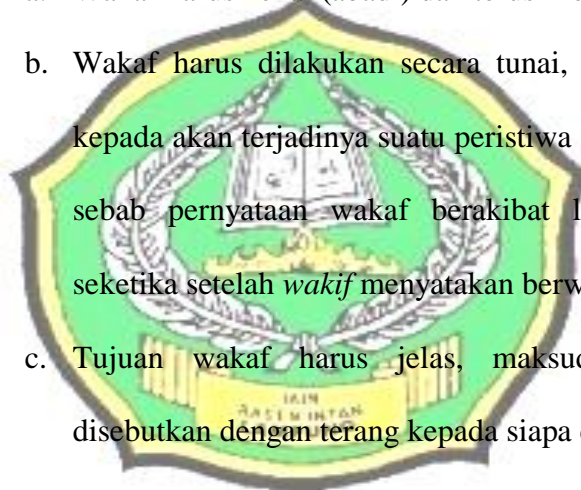 b. Wakaf harus dilakukan secara tunai,
kepada akan terjadinya suatu peristiwa
sebab pernyataan wakaf berakibat
seketika setelah wakif menyatakan
c. Tujuan wakaf harus jelas,
disebutkan dengan terang kepada siapa
IAIN
RADEN INTAN